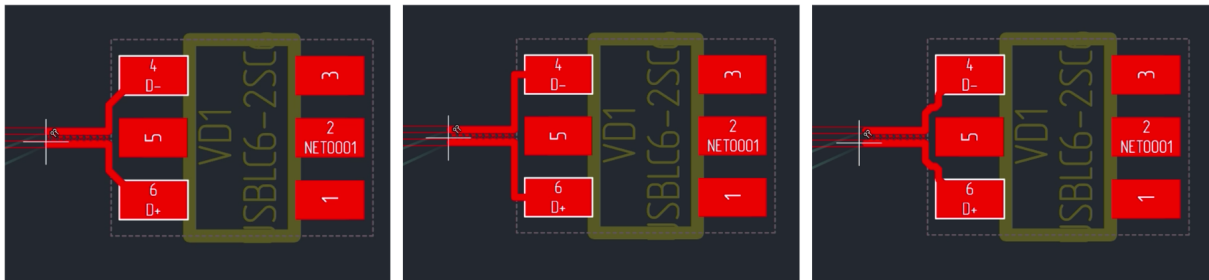 4
D-
5
6
D+
VD1
USBLC6-2SC
3
2
NET0001
1
4
D-
5
6
D+
VD1
USBLC6-2SC
3
2
NET0001
1
4
D-
5
6
D+
VD1
USBLC6-2SC
3
2
NET0001
1